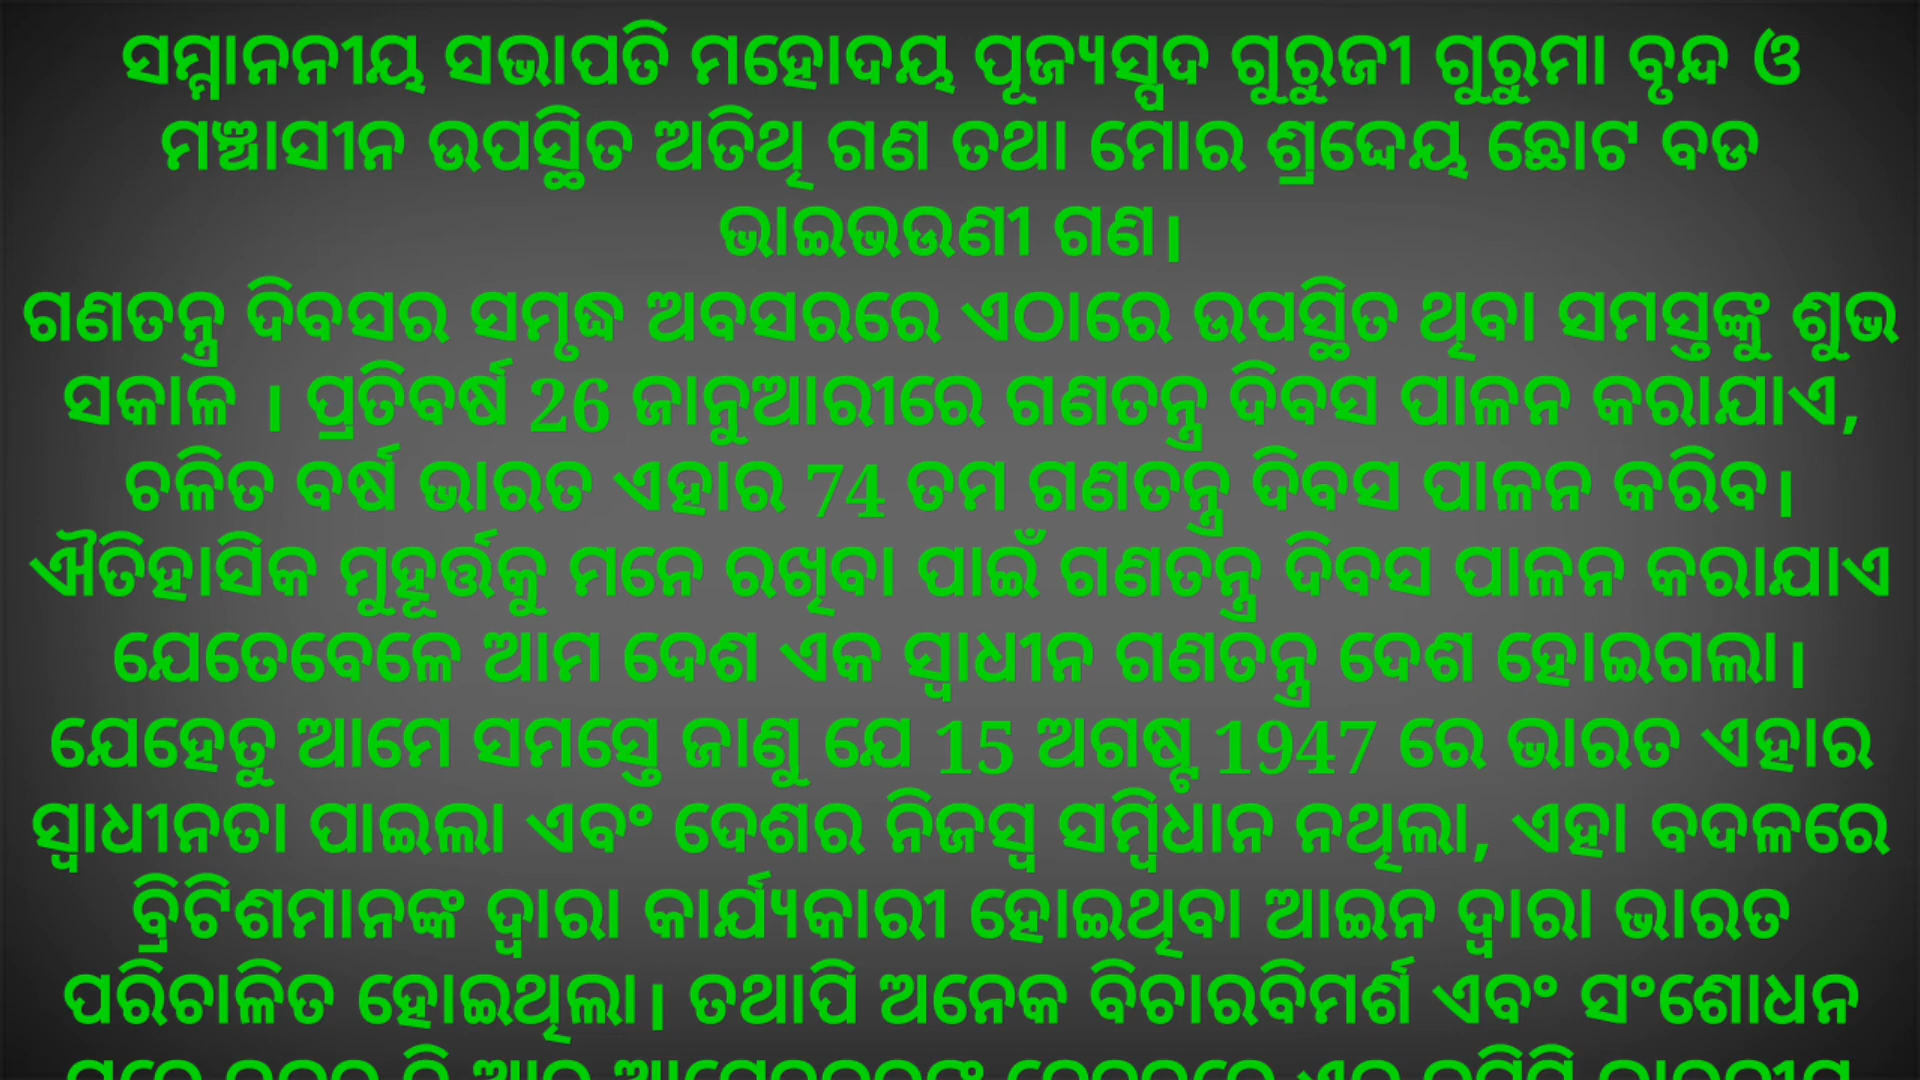 ସମ୍ମାନନୀୟ ସଭାପତି ମହୋଦୟ ପୂଜ୍ୟସ୍ପଦ ଗୁରୁଜୀ ଗୁରୁମା ବୃନ୍ଦ ଓ
ମଞ୍ଚାସୀନ ଉପସ୍ଥିତ ଅତିଥି ଗଣ ତଥା ମୋର ଶ୍ରଦ୍ଦେୟ ଛୋଟ ବଡ
ଭାଇଭଉଣୀ ଗଣ।
ଗଣତନ୍ତ୍ର ଦିବସର ସମୃଦ୍ଧ ଅବସରରେ ଏଠାରେ ଉପସ୍ଥିତ ଥିବା ସମସ୍ତଙ୍କୁ ଶୁଭ
ସକାଳ । ପ୍ରତିବର୍ଷ 26 ଜାନୁଆରୀରେ ଗଣତନ୍ତ୍ର ଦିବସ ପାଳନ କରାଯାଏ,
ଚଳିତ ବର୍ଷ ଭାରତ ଏହାର 74 ତମ ଗଣତନ୍ତ୍ର ଦିବସ ପାଳନ କରିବ।
ଐତିହାସିକ ମୁହୂର୍ତ୍ତକୁ ମନେ ରଖିବା ପାଇଁ ଗଣତନ୍ତ୍ର ଦିବସ ପାଳନ କରାଯାଏ
ଯେତେବେଳେ ଆମ ଦେଶ ଏକ ସ୍ୱାଧୀନ ଗଣତନ୍ତ୍ର ଦେଶ ହୋଇଗଲା।
ଯେହେତୁ ଆମେ ସମସ୍ତେ ଜାଣୁ ଯେ 15 ଅଗଷ୍ଟ 1947 ରେ ଭାରତ ଏହାର
ସ୍ୱାଧୀନତା ପାଇଲା ଏବଂ ଦେଶର ନିଜସ୍ୱ ସମ୍ବିଧାନ ନଥିଲା, ଏହା ବଦଳରେ
ବ୍ରିଟିଶମାନଙ୍କ ଦ୍ୱାରା କାର୍ଯ୍ୟକାରୀ ହୋଇଥିବା ଆଇନ ଦ୍ୱାରା ଭାରତ
ପରିଚାଳିତ ହୋଇଥିଲା। ତଥାପି ଅନେକ ବିଚାରବିମର୍ଶ ଏବଂ ସଂଶୋଧନ